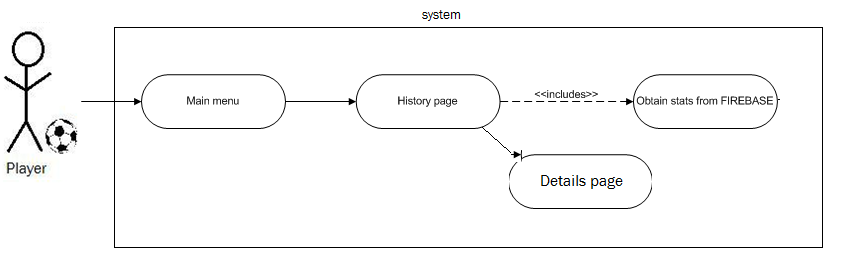 system
Main menu
History page
<<includes>>
Obtain stats from FIREBASE
Player
Details page